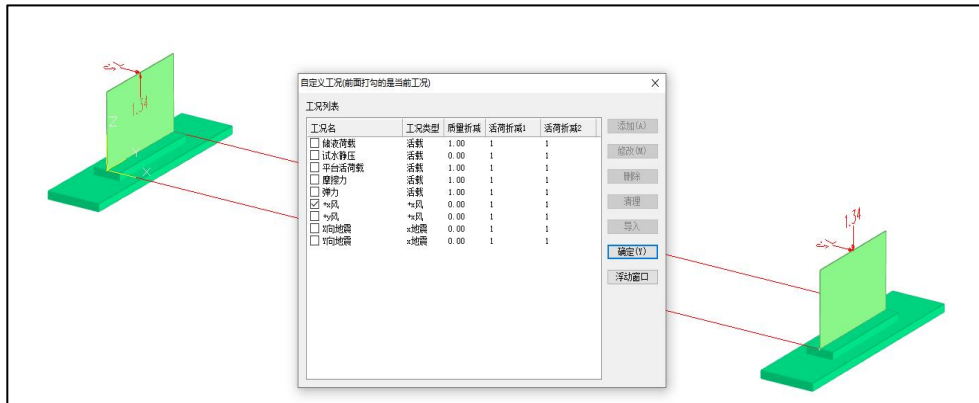 自定义工况(前面打勾的是当前工况)
工况列表
工况名 工况类型 质量折减 活荷折减1 活荷折减2
储液荷载 活载 1.00 1 1
试水静压 活载 0.00 1 1
平台活荷载 活载 1.00 1 1
摩擦力 活载 1.00 1 1
弹力 活载 1.00 1 1
+x风 +x风 0.00 1 1
+y风 +x风 0.00 1 1
X向地震 x地震 0.00 1 1
Y向地震 x地震 0.00 1 1
添加(A)
修改(M)
删除
清理
导入
确定(Y)
浮动窗口
1.34
Z
Y
X
1.34